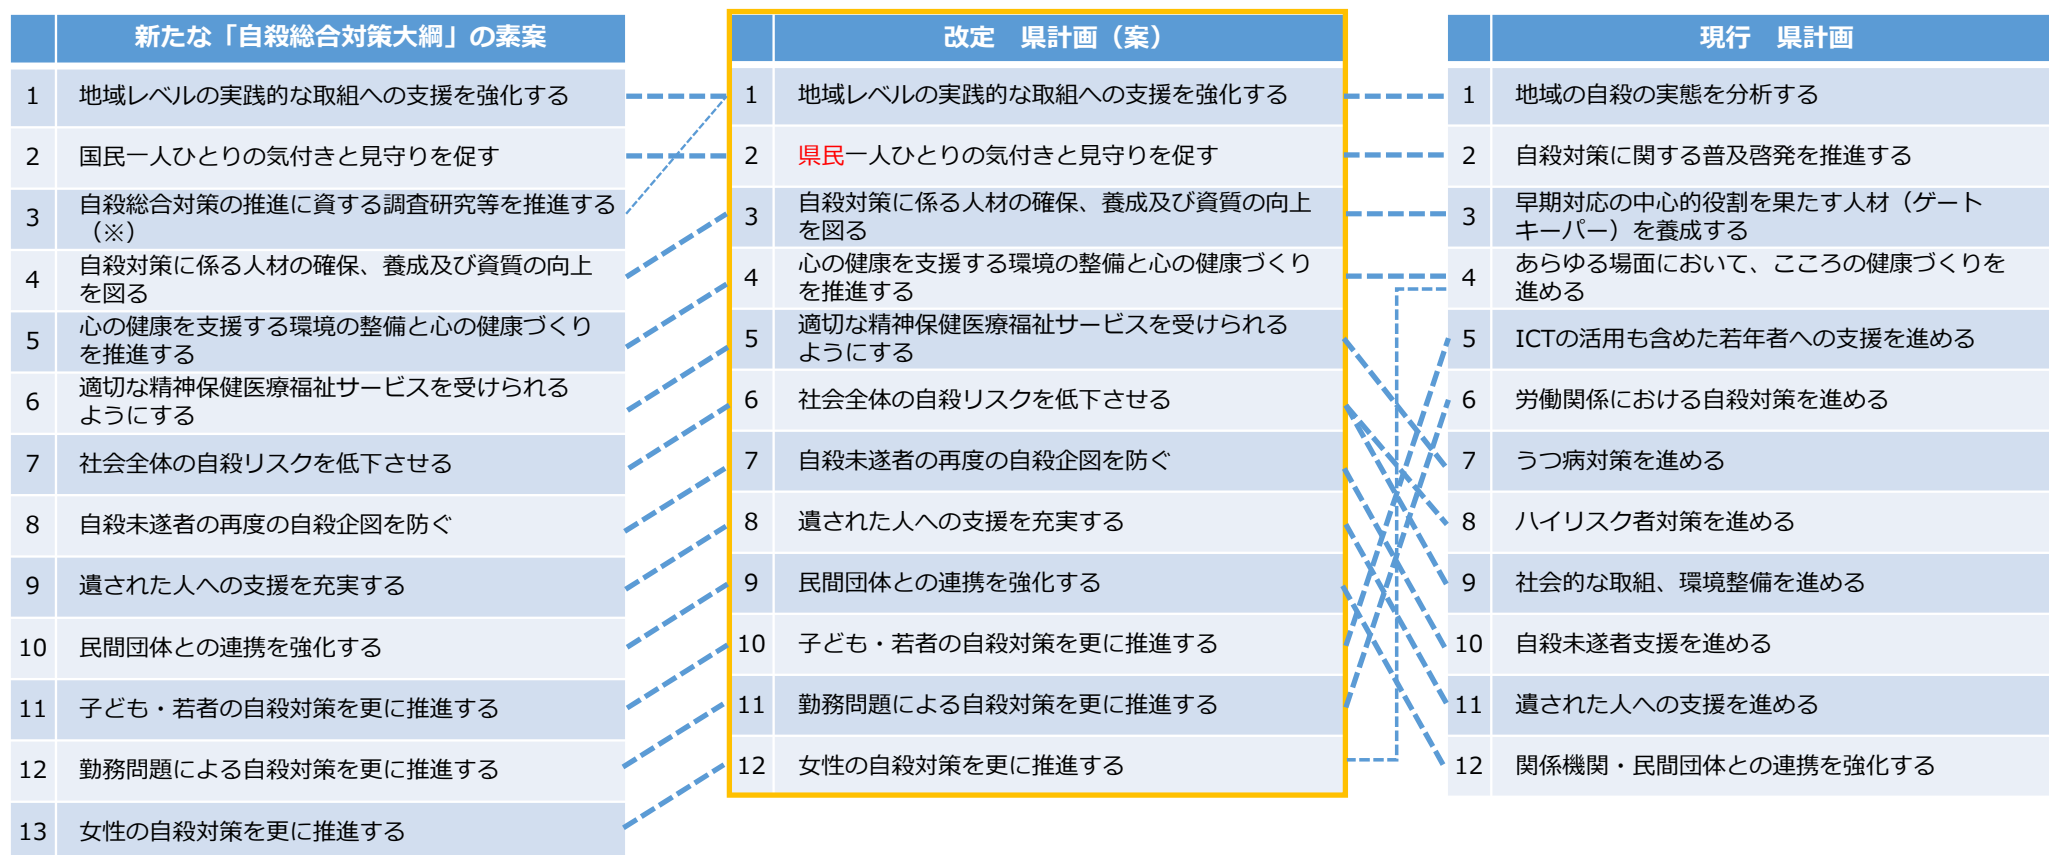 新たな「自殺総合対策大綱」の素案
1 地域レベルの実践的な取組への支援を強化する
2 国民一人ひとりの気付きと見守りを促す
3 自殺総合対策の推進に資する調査研究等を推進する
（※）
4 自殺対策に係る人材の確保、養成及び資質の向上
を図る
5 心の健康を支援する環境の整備と心の健康づくり
を推進する
6 適切な精神保健医療福祉サービスを受けられる
ようにする
7 社会全体の自殺リスクを低下させる
8 自殺未遂者の再度の自殺企図を防ぐ
9 遺された人への支援を充実する
10 民間団体との連携を強化する
11 子ども・若者の自殺対策を更に推進する
12 勤務問題による自殺対策を更に推進する
13 女性の自殺対策を更に推進する
改定　県計画（案）
1 地域レベルの実践的な取組への支援を強化する
2 県民一人ひとりの気付きと見守りを促す
3 自殺対策に係る人材の確保、養成及び資質の向上
を図る
4 心の健康を支援する環境の整備と心の健康づくり
を推進する
5 適切な精神保健医療福祉サービスを受けられる
ようにする
6 社会全体の自殺リスクを低下させる
7 自殺未遂者の再度の自殺企図を防ぐ
8 遺された人への支援を充実する
9 民間団体との連携を強化する
10 子ども・若者の自殺対策を更に推進する
11 勤務問題による自殺対策を更に推進する
12 女性の自殺対策を更に推進する
現行　県計画
1 地域の自殺の実態を分析する
2 自殺対策に関する普及啓発を推進する
3 早期対応の中心的役割を果たす人材（ゲート
キーパー）を養成する
4 あらゆる場面において、こころの健康づくりを
進める
5 ICTの活用も含めた若年者への支援を進める
6 労働関係における自殺対策を進める
7 うつ病対策を進める
8 ハイリスク者対策を進める
9 社会的な取組、環境整備を進める
10 自殺未遂者支援を進める
11 遺された人への支援を進める
12 関係機関・民間団体との連携を強化する